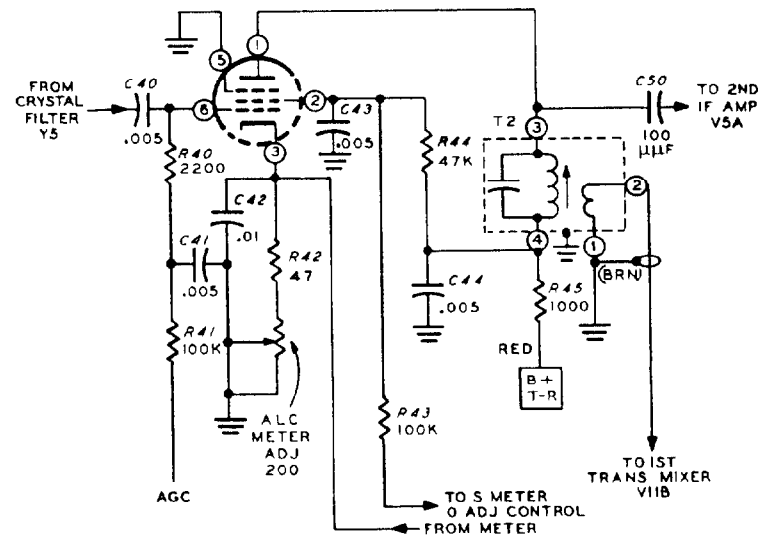 FROM
CRYSTAL
FILTER
Y5
C40
.005
6
5
1
2
3
C43
.005
R40
2200
C42
.01
C41
.005
R42
47
R41
100K
ALC
METER
ADJ
200
AGC
R44
47K
C44
.005
R43
100K
TO S METER
0 ADJ CONTROL
FROM METER
T2
3
4
2
1
(BRN)
C50
100
μμF
TO 2ND
IF AMP
V5A
R45
1000
RED
B+
T-R
TO 1ST
TRANS MIXER
V11B